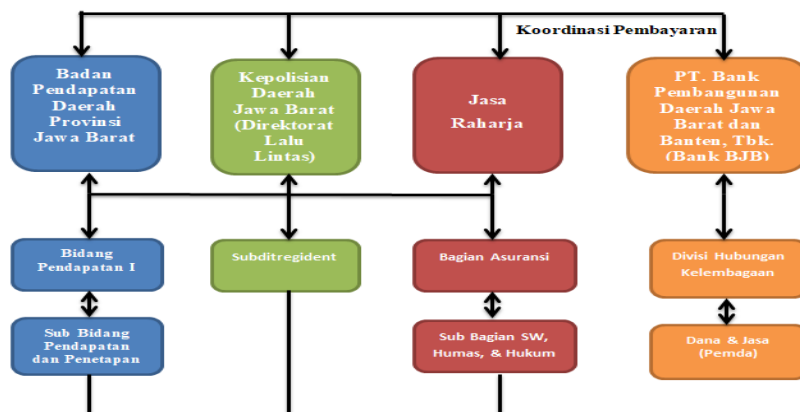 Koordinasi Pembayaran
Badan
Pendapatan
Daerah
Provinsi
Jawa Barat
Kepolisian
Daerah
Jawa Barat
(Direktorat
Lalu
Lintas)
Jasa
Raharja
PT. Bank
Pembangunan
Daerah Jawa
Barat dan
Banten, Tbk.
(Bank BJB)
Bidang
Pendapatan I
Subditregident
Bagian Asuransi
Divisi Hubungan
Kelembagaan
Sub Bidang
Pendapatan
dan Penetapan
Sub Bagian SW,
Humas, & Hukum
Dana & Jasa
(Pemda)